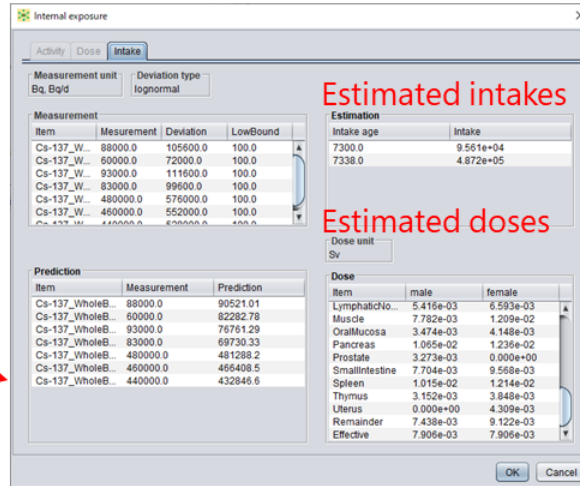 Internal exposure
Activity Dose Intake
Measurement unit
Bq, Bq/d
Deviation type
lognormal
Estimated intakes
Measurement
Item Mesurement Deviation LowBound
Cs-137_W... 88000.0 105600.0 100.0
Cs-137_W... 60000.0 72000.0 100.0
Cs-137_W... 93000.0 111600.0 100.0
Cs-137_W... 83000.0 99600.0 100.0
Cs-137_W... 480000.0 576000.0 100.0
Cs-137_W... 460000.0 552000.0 100.0
Cs-137_W... 440000.0 528000.0 100.0
Estimation
Intake age Intake
7300.0 9.561e+04
7338.0 4.872e+05
Estimated doses
Dose unit
Sv
Prediction
Item Measurement Prediction
Cs-137_WholeB... 88000.0 90521.01
Cs-137_WholeB... 60000.0 82282.78
Cs-137_WholeB... 93000.0 76761.29
Cs-137_WholeB... 83000.0 69730.33
Cs-137_WholeB... 480000.0 481288.2
Cs-137_WholeB... 460000.0 466408.5
Cs-137_WholeB... 440000.0 432846.6
Dose
Item male female
LymphaticNo... 5.416e-03 6.593e-03
Muscle 7.782e-03 1.209e-02
OralMucosa 3.474e-03 4.148e-03
Pancreas 1.065e-02 1.236e-02
Prostate 3.273e-03 0.000e+00
SmallIntestine 7.704e-03 9.568e-03
Spleen 1.015e-02 1.214e-02
Thymus 3.152e-03 3.848e-03
Uterus 0.000e+00 4.309e-03
Remainder 7.438e-03 9.122e-03
Effective 7.906e-03 7.906e-03
OK Cancel